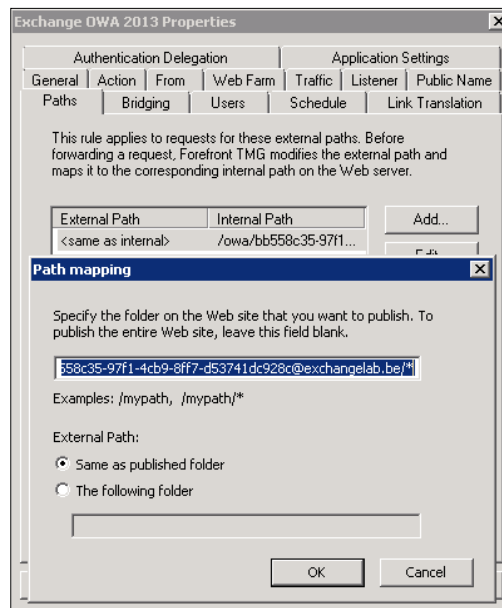 Exchange OWA 2013 Properties
Authentication Delegation
Application Settings
General
Action
From
Web Farm
Traffic
Listener
Public Name
Paths
Bridging
Users
Schedule
Link Translation
This rule applies to requests for these external paths. Before
forwarding a request, Forefront TMG modifies the external path and
maps it to the corresponding internal path on the Web server.
External Path
Internal Path
Add...
<same as internal>
/owa/bb558c35-97f1...
Path mapping
Specify the folder on the Web site that you want to publish. To
publish the entire Web site, leave this field blank.
558c35-97f1-4cb9-8ff7-d53741dc928c@exchangelab.be/*
Examples: /mypath, /mypath/*
External Path:
Same as published folder
The following folder
OK
Cancel